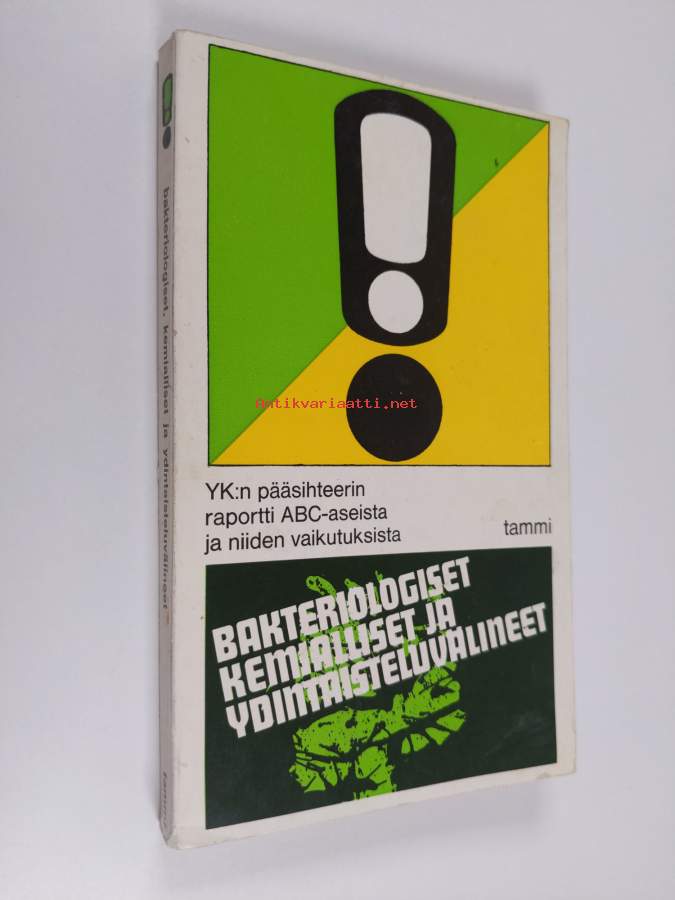 Antikvariaatti.net
YK:n pääsihteerin
raportti ABC-aseista
ja niiden vaikutuksista
tammi
BAKTERIOLOGISET
KEMIALLISET JA
YDINTAISTELUVÄLINEET
bakteriologiset, kemialliset ja ydintaisteluvälineet
tammi